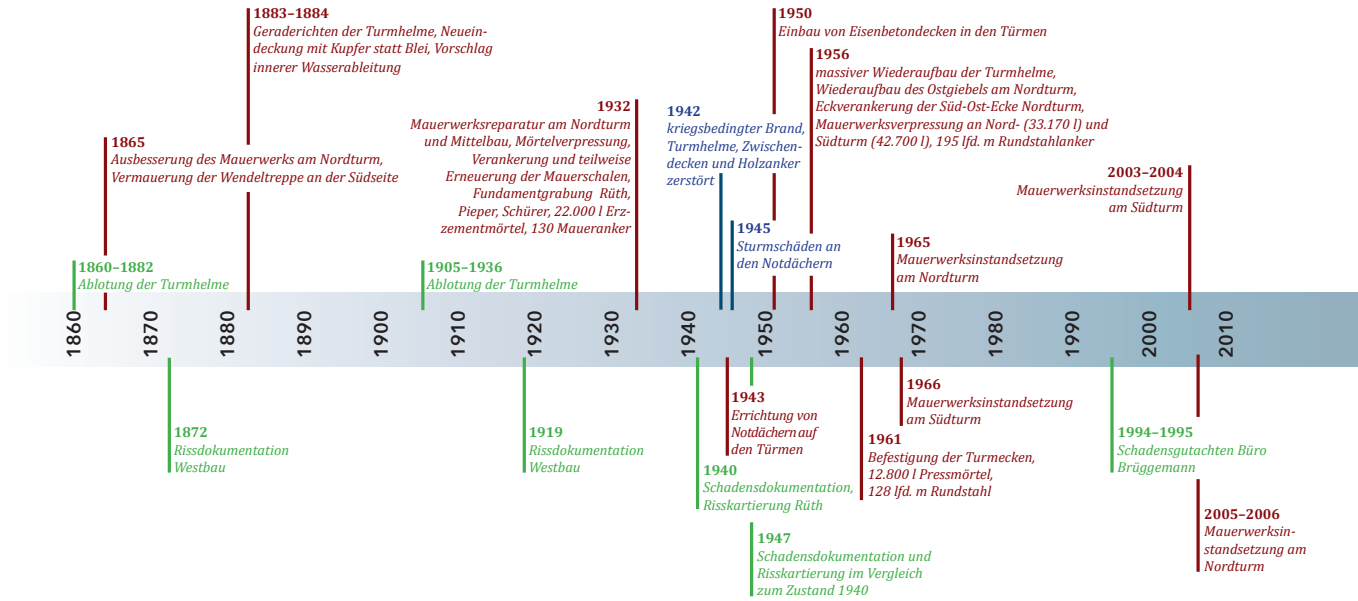 1883–1884
Geraderichten der Turmhelme, Neuein-
deckung mit Kupfer statt Blei, Vorschlag
innerer Wasserableitung
1950
Einbau von Eisenbetondecken in den Türmen
1956
massiver Wiederaufbau der Turmhelme,
Wiederaufbau des Ostgiebels am Nordturm,
Eckverankerung der Süd-Ost-Ecke Nordturm,
Mauerwerksverpressung an Nord- (33.170 l) und
Südturm (42.700 l), 195 lfd. m Rundstahlanker
1932
Mauerwerksreparatur am Nordturm
und Mittelbau, Mörtelverpressung,
Verankerung und teilweise
Erneuerung der Mauerschalen,
Fundamentgrabung Rüth,
Pieper, Schürer, 22.000 l Erz-
zementmörtel, 130 Maueranker
1942
kriegsbedingter Brand,
Turmhelme, Zwischen-
decken und Holzanker
zerstört
1865
Ausbesserung des Mauerwerks am Nordturm,
Vermauerung der Wendeltreppe an der Südseite
2003–2004
Mauerwerksinstandsetzung
am Südturm
1945
Sturmschäden an
den Notdächern
1965
Mauerwerksinstandsetzung
am Nordturm
1860–1882
Ablotung der Turmhelme
1905–1936
Ablotung der Turmhelme
1860
1870
1880
1890
1900
1910
1920
1930
1940
1950
1960
1970
1980
1990
2000
2010
1872
Rissdokumentation
Westbau
1919
Rissdokumentation
Westbau
1943
Errichtung von
Notdächern auf
den Türmen
1966
Mauerwerksinstandsetzung
am Südturm
1940
Schadensdokumentation,
Risskartierung Rüth
1961
Befestigung der Turmecken,
12.800 l Pressmörtel,
128 lfd. m Rundstahl
1994–1995
Schadensgutachten Büro
Brüggemann
1947
Schadensdokumentation und
Risskartierung im Vergleich
zum Zustand 1940
2005–2006
Mauerwerksin-
standsetzung am
Nordturm